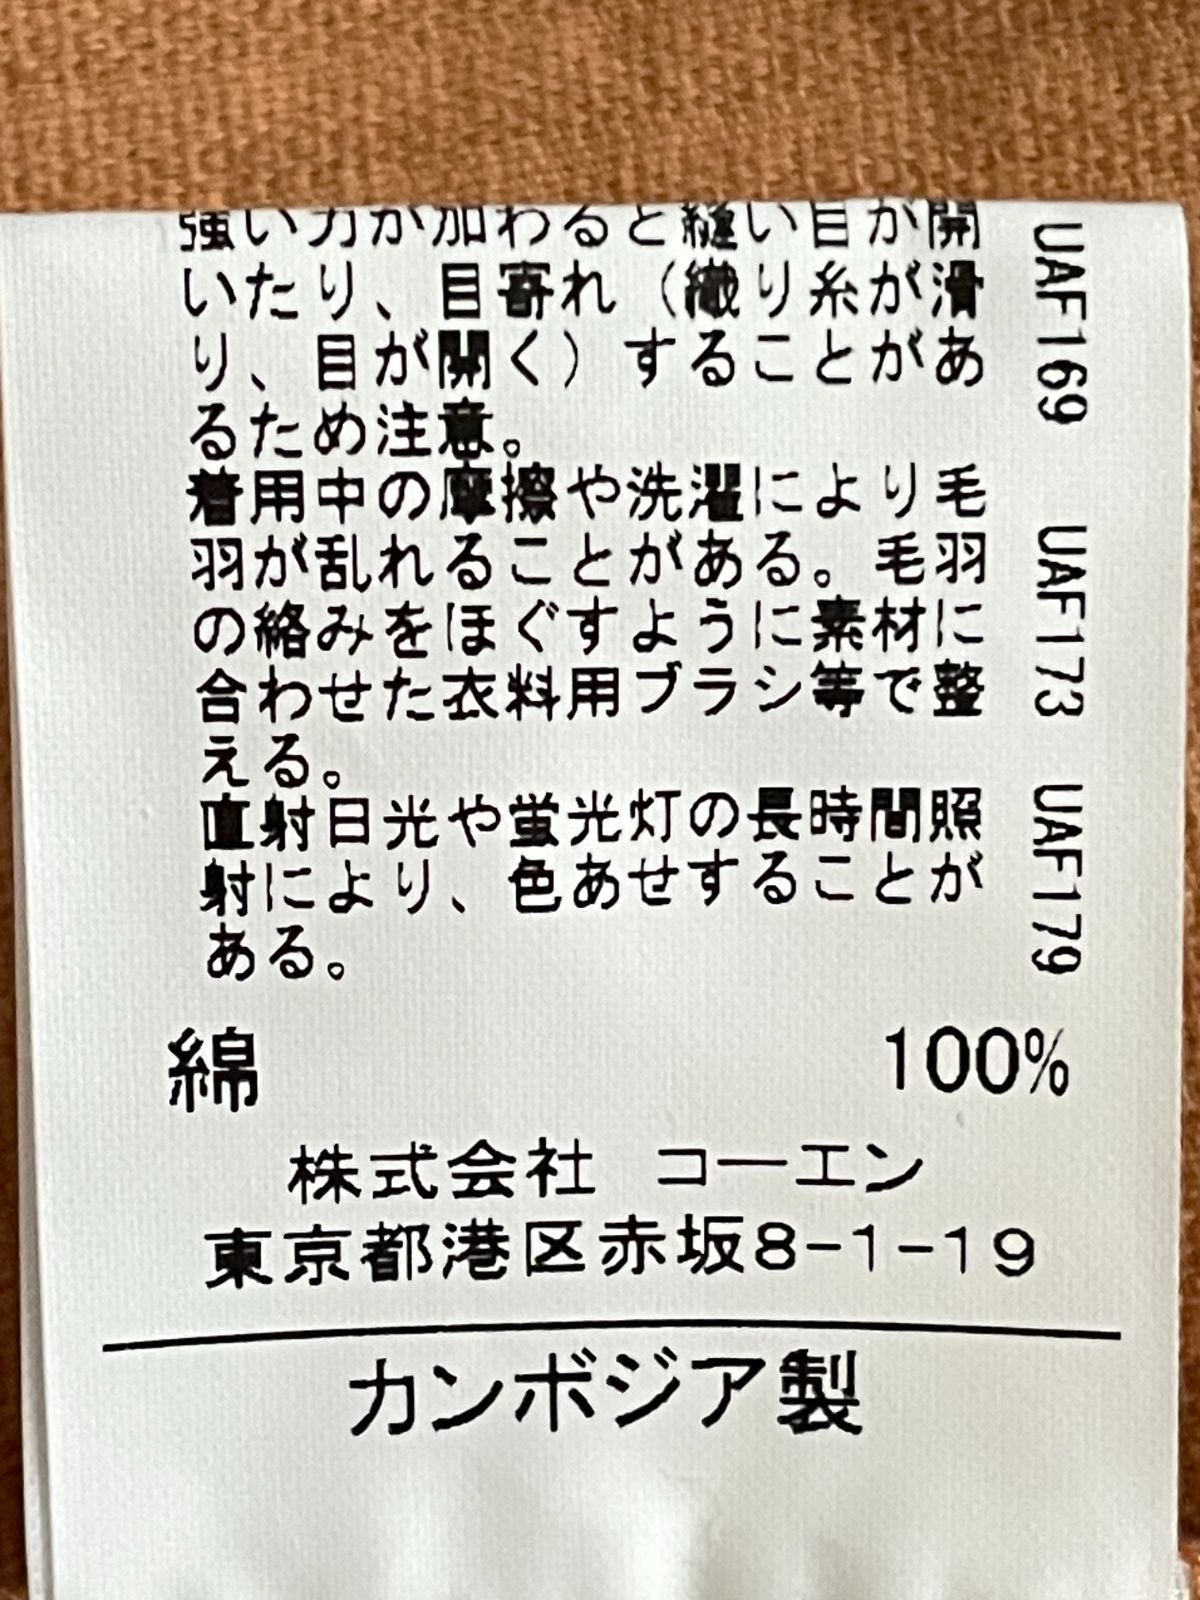 強い力が加わると縫い目が開
いたり、目寄れ（織り糸が滑
り、目が開く）することがあ
るため注意。
着用中の摩擦や洗濯により毛
羽が乱れることがある。毛羽
の絡みをほぐすように素材に
合わせた衣料用ブラシ等で整
える。
直射日光や蛍光灯の長時間照
射により、色あせすることが
ある。
UAF169
UAF173
UAF179
綿 100%
株式会社 コーエン
東京都港区赤坂8-1-19
カンボジア製